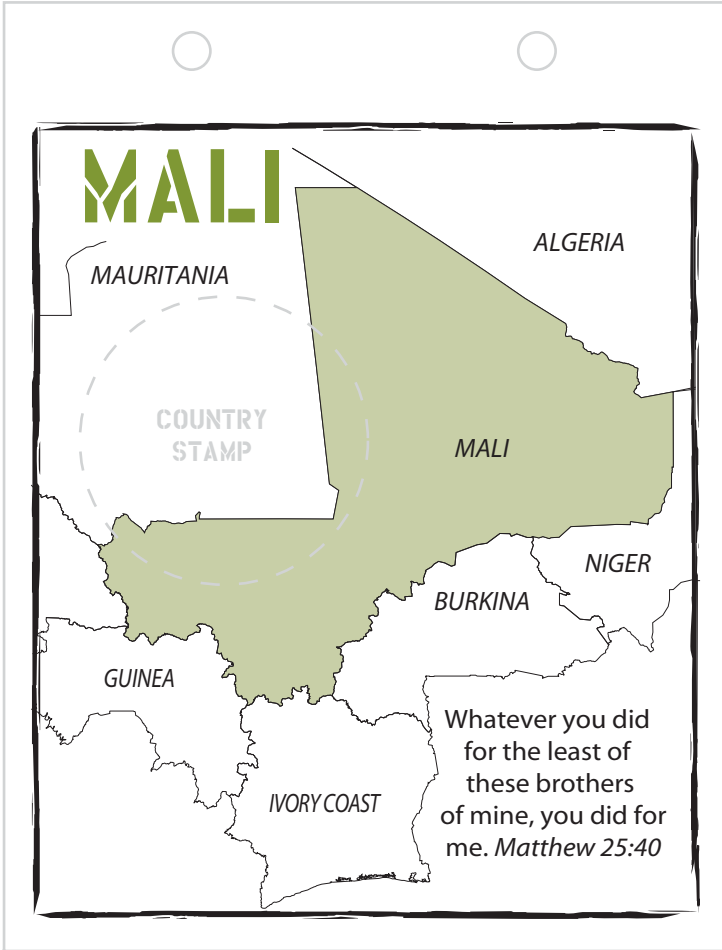 MALI
ALGERIA
MAURITANIA
COUNTRY
STAMP
MALI
NIGER
BURKINA
GUINEA
IVORY COAST
Whatever you did
for the least of
these brothers
of mine, you did for
me. Matthew 25:40